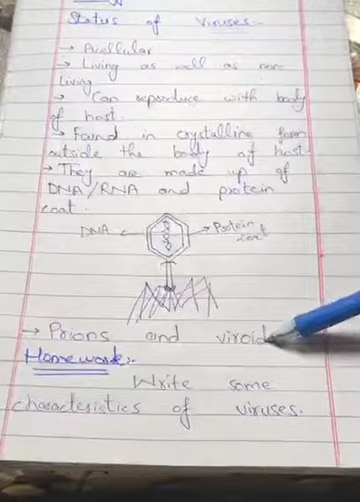 Status of Viruses.
→ Acellular
→ Living as well as non
Living
→ Can reproduce with body
of host.
→ Found in crystalline form
outside the body of host
→ They are made up of
DNA/RNA and protein
coat.
DNA
Protein
coat
→ Prions and viroid
Homework:-
Write some
characteristics of viruses.